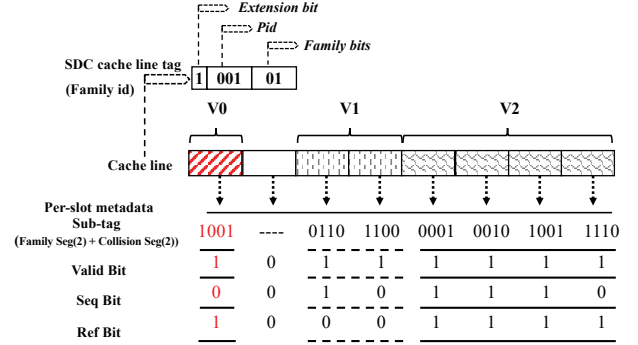 Extension bit
Pid
Family bits
SDC cache line tag
(Family id)
1 001 01
V0 V1 V2
Cache line
Per-slot metadata
Sub-tag
(Family Seg(2) + Collision Seg(2))
1001 ---- 0110 1100 0001 0010 1001 1110
Valid Bit 1 0 1 1 1 1 1 1
Seq Bit 0 0 1 0 1 1 1 0
Ref Bit 1 0 0 0 1 1 1 1